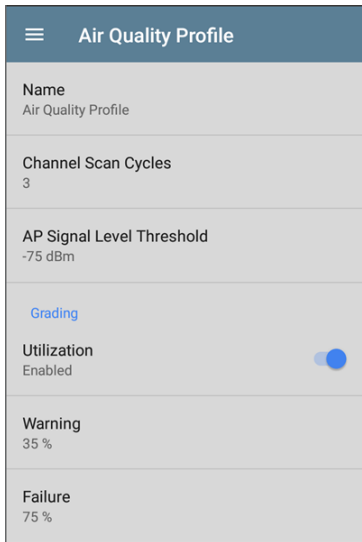 Air Quality Profile
Name
Air Quality Profile
Channel Scan Cycles
3
AP Signal Level Threshold
-75 dBm
Grading
Utilization
Enabled
Warning
35 %
Failure
75 %